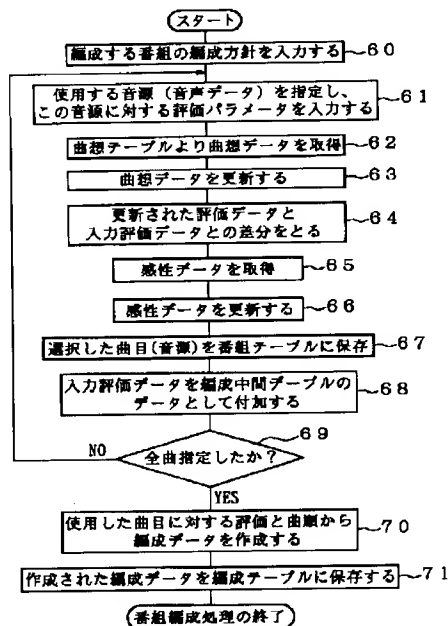 スタート
編成する番組の編成方針を入力する
60
使用する音源(音声データ)を指定し、
この音源に対する評価パラメータを入力する
61
曲想テーブルより曲想データを取得
62
曲想データを更新する
63
更新された評価データと
入力評価データとの差分をとる
64
感性データを取得
65
感性データを更新する
66
選択した曲目(音源)を番組テーブルに保存
67
入力評価データを編成中間テーブルの
データとして付加する
68
全曲指定したか?
69
NO
YES
使用した曲目に対する評価と曲順から
編成データを作成する
70
作成された編成データを編成テーブルに保存する
71
番組編成処理の終了